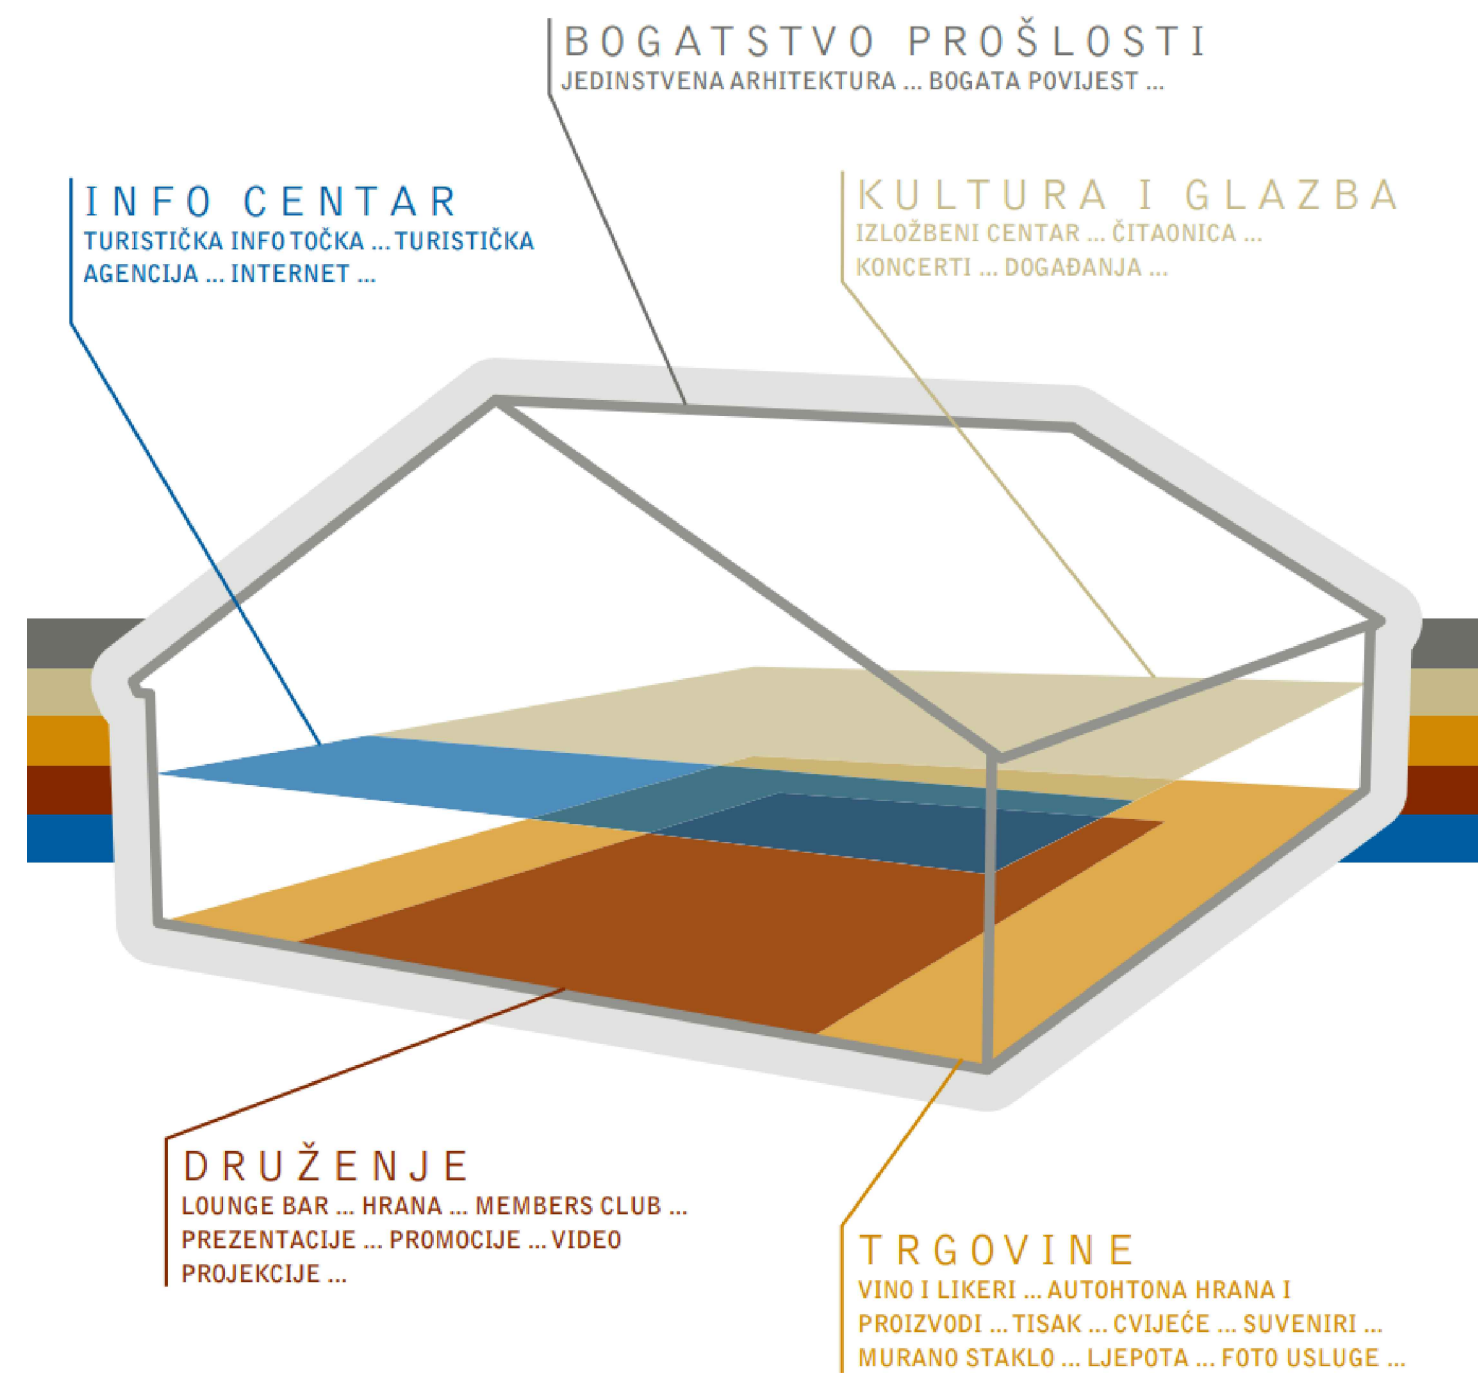 BOGATSTVO PROŠLOSTI
JEDINSTVENA ARHITEKTURA ... BOGATA POVIJEST ...
INFO CENTAR
TURISTIČKA INFO TOČKA ... TURISTIČKA
AGENCIJA ... INTERNET ...
KULTURA I GLAZBA
IZLOŽBENI CENTAR ... ČITAONICA ...
KONCERTI ... DOGAĐANJA ...
DRUŽENJE
LOUNGE BAR ... HRANA ... MEMBERS CLUB ...
PREZENTACIJE ... PROMOCIJE ... VIDEO
PROJEKCIJE ...
TRGOVINE
VINO I LIKERI ... AUTOHTONA HRANA I
PROIZVODI ... TISAK ... CVIJEĆE ... SUVENIRI ...
MURANO STAKLO ... LJEPOTA ... FOTO USLUGE ...